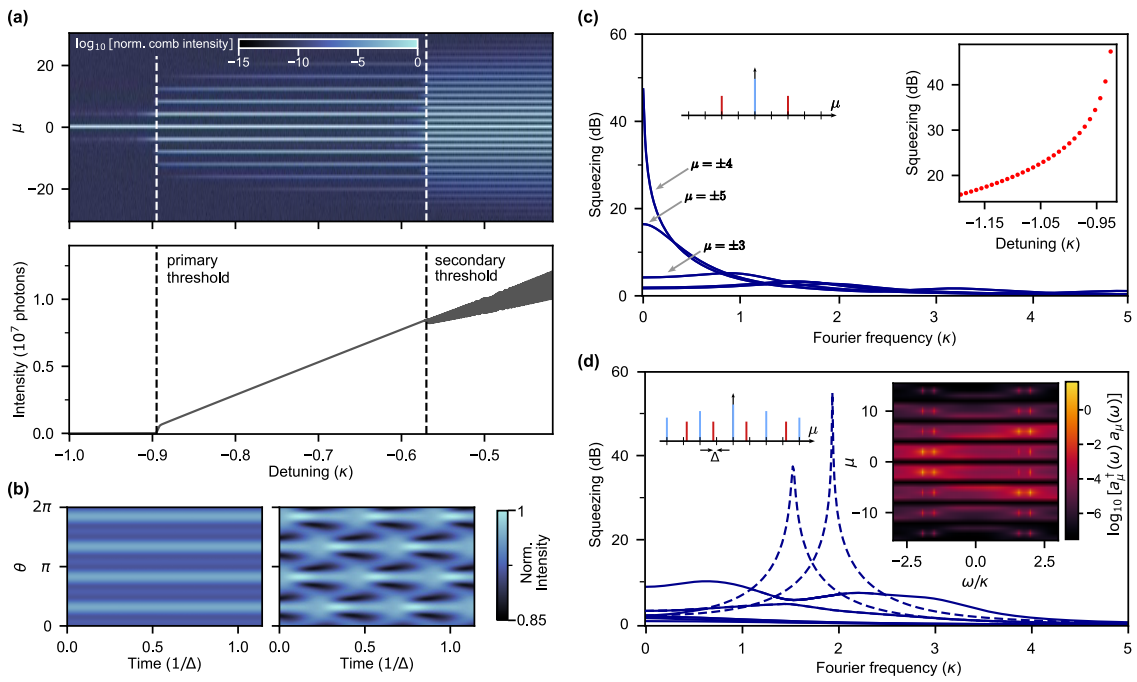 (a)
log₁₀ [norm. comb intensity]
−15 −10 −5 0
μ
20
0
−20
Intensity (10⁷ photons)
1.0
0.5
0.0
primary
threshold
secondary
threshold
-1.0 -0.9 -0.8 -0.7 -0.6 -0.5
Detuning (κ)
(b)
2π
θ π
0
0.0 0.5 1.0
Time (1/Δ)
0.0 0.5 1.0
Time (1/Δ)
1
Norm.
Intensity
0.85
(c)
Squeezing (dB)
60
40
20
0
μ
μ = ±4
μ = ±5
μ = ±3
Squeezing (dB)
40
30
20
−1.15 −1.05 −0.95
Detuning (κ)
0 1 2 3 4 5
Fourier frequency (κ)
(d)
Squeezing (dB)
60
50
40
30
20
10
0
μ
Δ
μ
10
0
−10
−2.5 0.0 2.5
ω/κ
0
−2
−4
−6
log₁₀ [a†μ(ω) aμ(ω)]
0 1 2 3 4 5
Fourier frequency (κ)